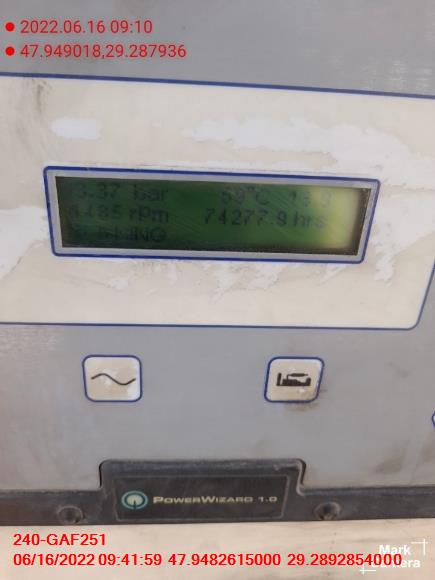 2022.06.16 09:10
47.949018,29.287936
3.37 bar 59°C
rpm 74277.9 hrs
POWERWIZARD 1.0
240-GAF251
Mark
06/16/2022 09:41:59 47.9482615000 29.2892854000